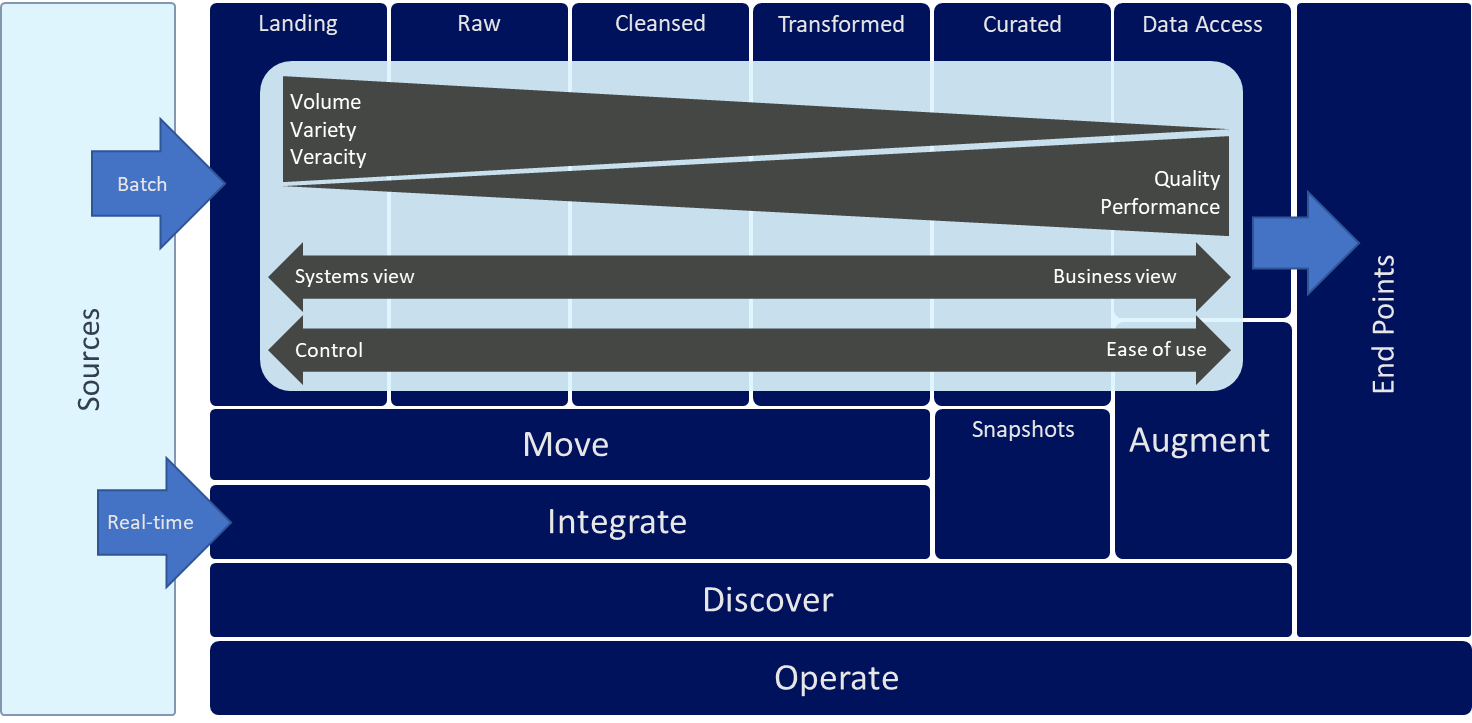 Landing
Raw
Cleansed
Transformed
Curated
Data Access
Volume
Variety
Veracity
Quality
Performance
Batch
Systems view
Business view
Control
Ease of use
Sources
End Points
Move
Snapshots
Augment
Real-time
Integrate
Discover
Operate